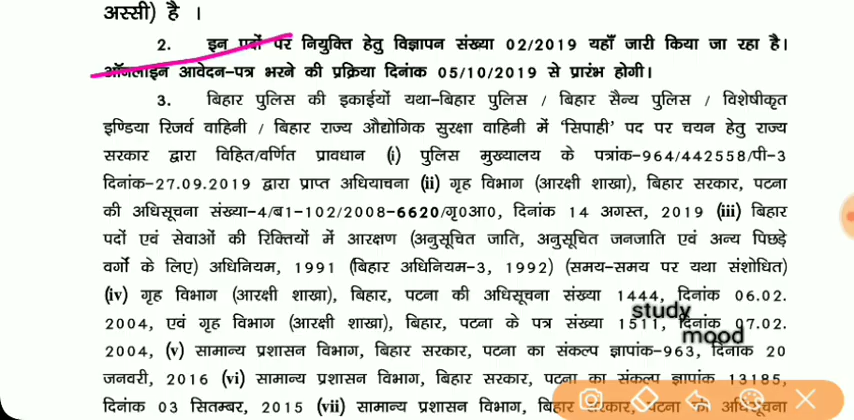 अस्सी) है ।
2. इन पदों पर नियुक्ति हेतु विज्ञापन संख्या 02/2019 यहाँ जारी किया जा रहा है।
ऑनलाइन आवेदन–पत्र भरने की प्रक्रिया दिनांक 05/10/2019 से प्रारंभ होगी।
3. बिहार पुलिस की इकाईयों यथा–बिहार पुलिस / बिहार सैन्य पुलिस / विशेषीकृत
इण्डिया रिजर्व वाहिनी / बिहार राज्य औद्योगिक सुरक्षा वाहिनी में 'सिपाही' पद पर चयन हेतु राज्य
सरकार द्वारा विहित/वर्णित प्रावधान (i) पुलिस मुख्यालय के पत्रांक–964/442558/पी–3
दिनांक–27.09.2019 द्वारा प्राप्त अधियाचना (ii) गृह विभाग (आरक्षी शाखा), बिहार सरकार, पटना
की अधिसूचना संख्या–4/ब1–102/2008–6620/गृ0आ0, दिनांक 14 अगस्त, 2019 (iii) बिहार
पदों एवं सेवाओं की रिक्तियों में आरक्षण (अनुसूचित जाति, अनुसूचित जनजाति एवं अन्य पिछड़े
वर्गों के लिए) अधिनियम, 1991 (बिहार अधिनियम–3, 1992) (समय–समय पर यथा संशोधित)
(iv) गृह विभाग (आरक्षी शाखा), बिहार, पटना की अधिसूचना संख्या 1444, दिनांक 06.02.
study
2004, एवं गृह विभाग (आरक्षी शाखा), बिहार, पटना के पत्र संख्या 1511, दिनांक 07.02.
mood
2004, (v) सामान्य प्रशासन विभाग, बिहार सरकार, पटना का संकल्प ज्ञापांक–963, दिनांक 20
जनवरी, 2016 (vi) सामान्य प्रशासन विभाग, बिहार सरकार, पटना का संकल्प ज्ञापांक 13185,
दिनांक 03 सितम्बर, 2015 (vii) सामान्य प्रशासन विभाग, बिहार सरकार, पटना की अधिसूचना